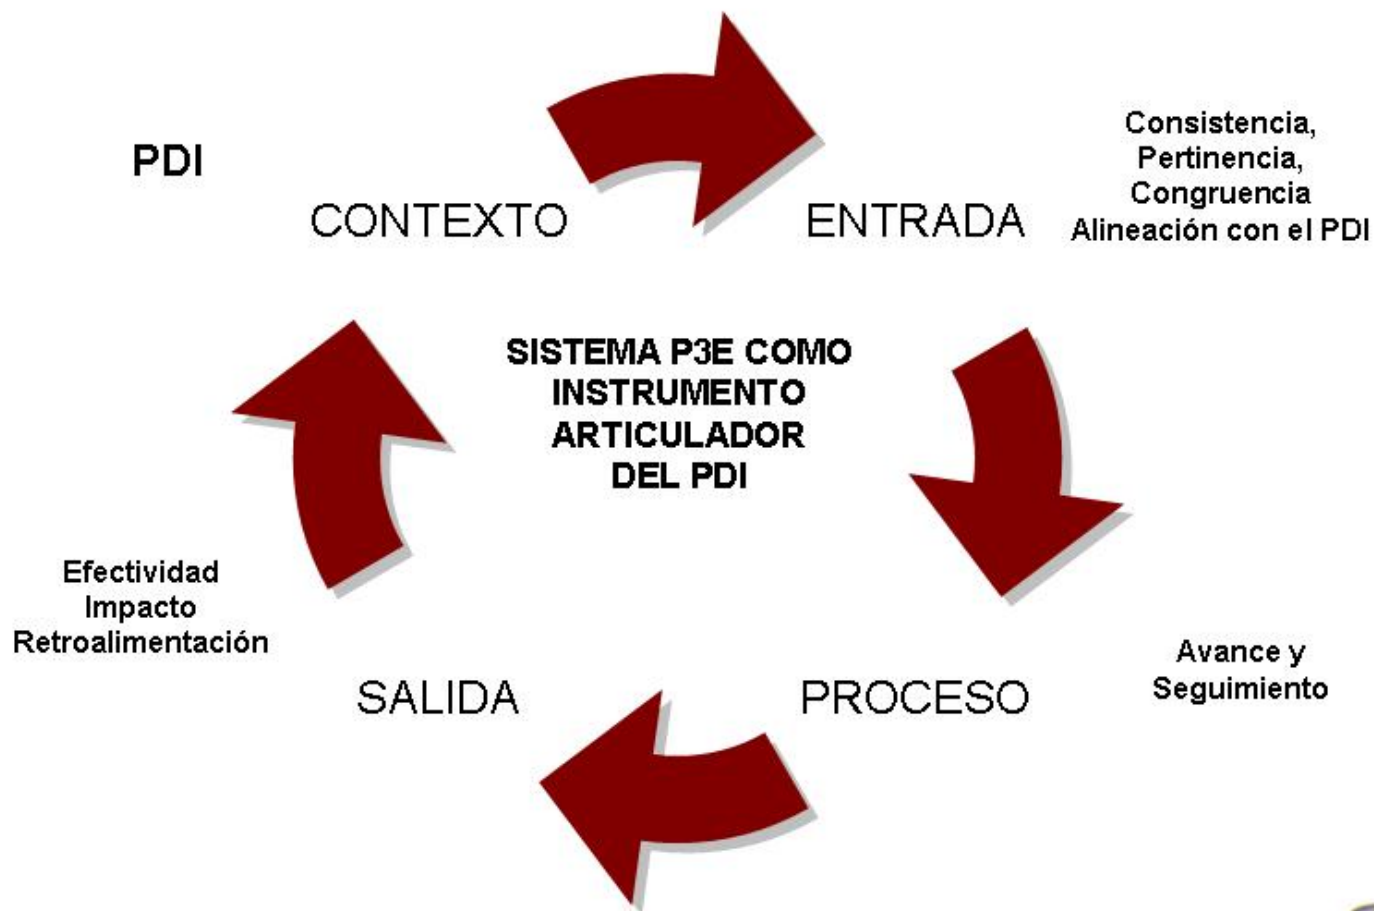 PDI
CONTEXTO
ENTRADA
Consistencia,
Pertinencia,
Congruencia
Alineación con el PDI
SISTEMA P3E COMO
INSTRUMENTO
ARTICULADOR
DEL PDI
Efectividad
Impacto
Retroalimentación
SALIDA
PROCESO
Avance y
Seguimiento